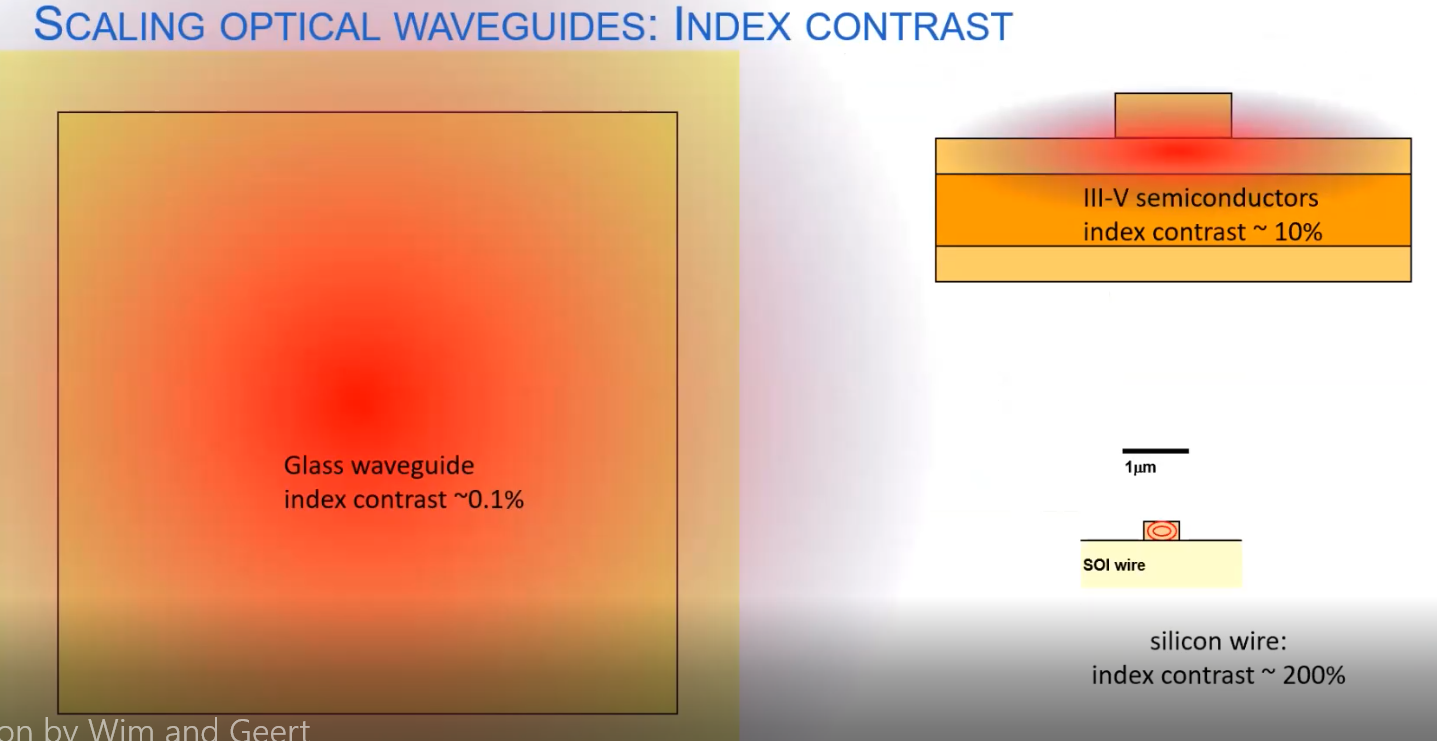 SCALING OPTICAL WAVEGUIDES: INDEX CONTRAST
III-V semiconductors
index contrast ~ 10%
Glass waveguide
index contrast ~0.1%
1μm
SOI wire
silicon wire:
index contrast ~ 200%
on by Wim and Geert